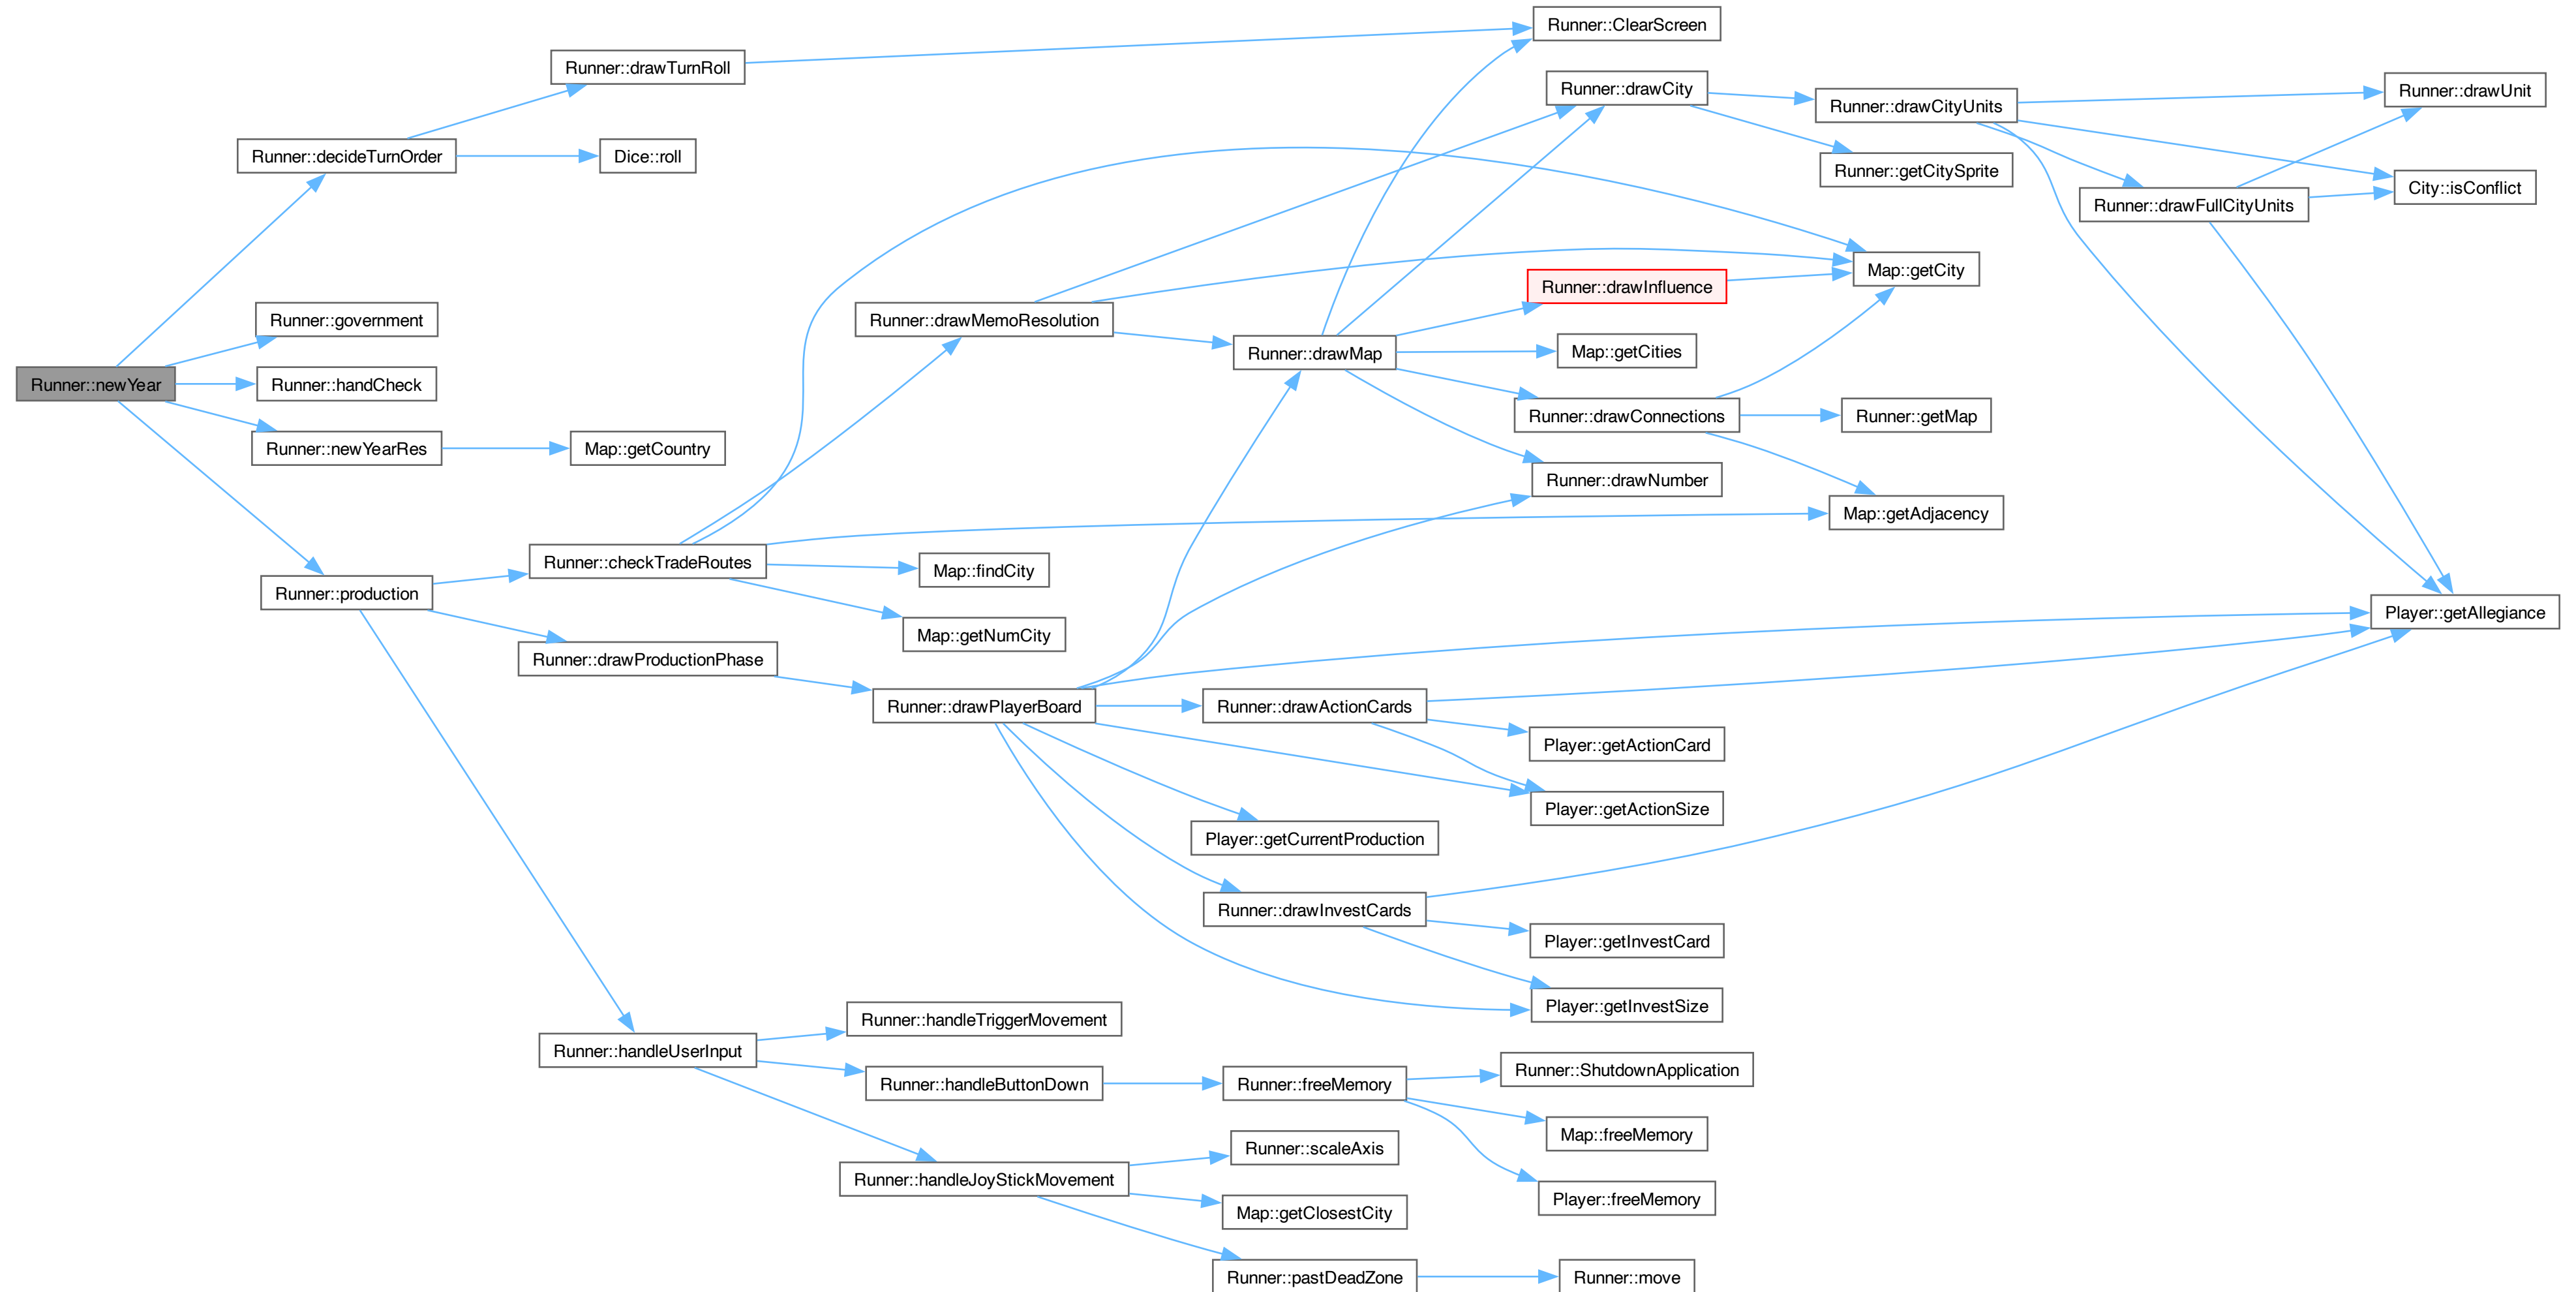 Runner::ClearScreen
Runner::drawTurnRoll
Runner::drawCity
Runner::drawUnit
Runner::drawCityUnits
Runner::decideTurnOrder
Dice::roll
Runner::getCitySprite
City::isConflict
Runner::drawFullCityUnits
Map::getCity
Runner::drawInfluence
Runner::government
Runner::drawMemoResolution
Runner::drawMap
Map::getCities
Runner::newYear
Runner::handCheck
Runner::drawConnections
Runner::getMap
Runner::newYearRes
Map::getCountry
Runner::drawNumber
Map::getAdjacency
Runner::checkTradeRoutes
Map::findCity
Runner::production
Player::getAllegiance
Map::getNumCity
Runner::drawProductionPhase
Runner::drawPlayerBoard
Runner::drawActionCards
Player::getActionCard
Player::getActionSize
Player::getCurrentProduction
Runner::drawInvestCards
Player::getInvestCard
Player::getInvestSize
Runner::handleTriggerMovement
Runner::handleUserInput
Runner::ShutdownApplication
Runner::handleButtonDown
Runner::freeMemory
Map::freeMemory
Runner::scaleAxis
Runner::handleJoyStickMovement
Player::freeMemory
Map::getClosestCity
Runner::pastDeadZone
Runner::move